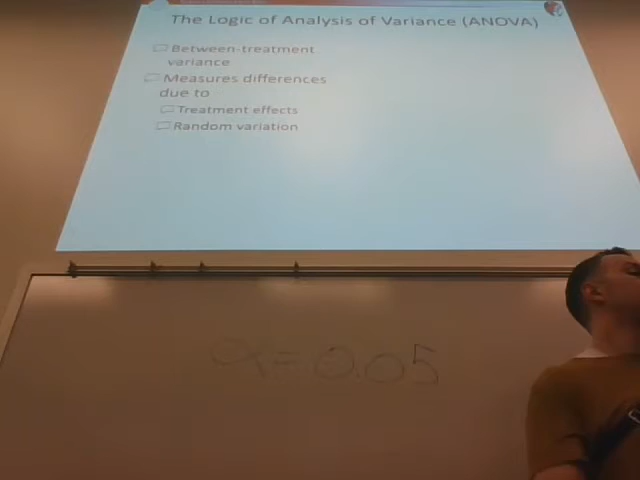 The Logic of Analysis of Variance (ANOVA)
Between-treatment
variance
Measures differences
due to
Treatment effects
Random variation
α = 0.05